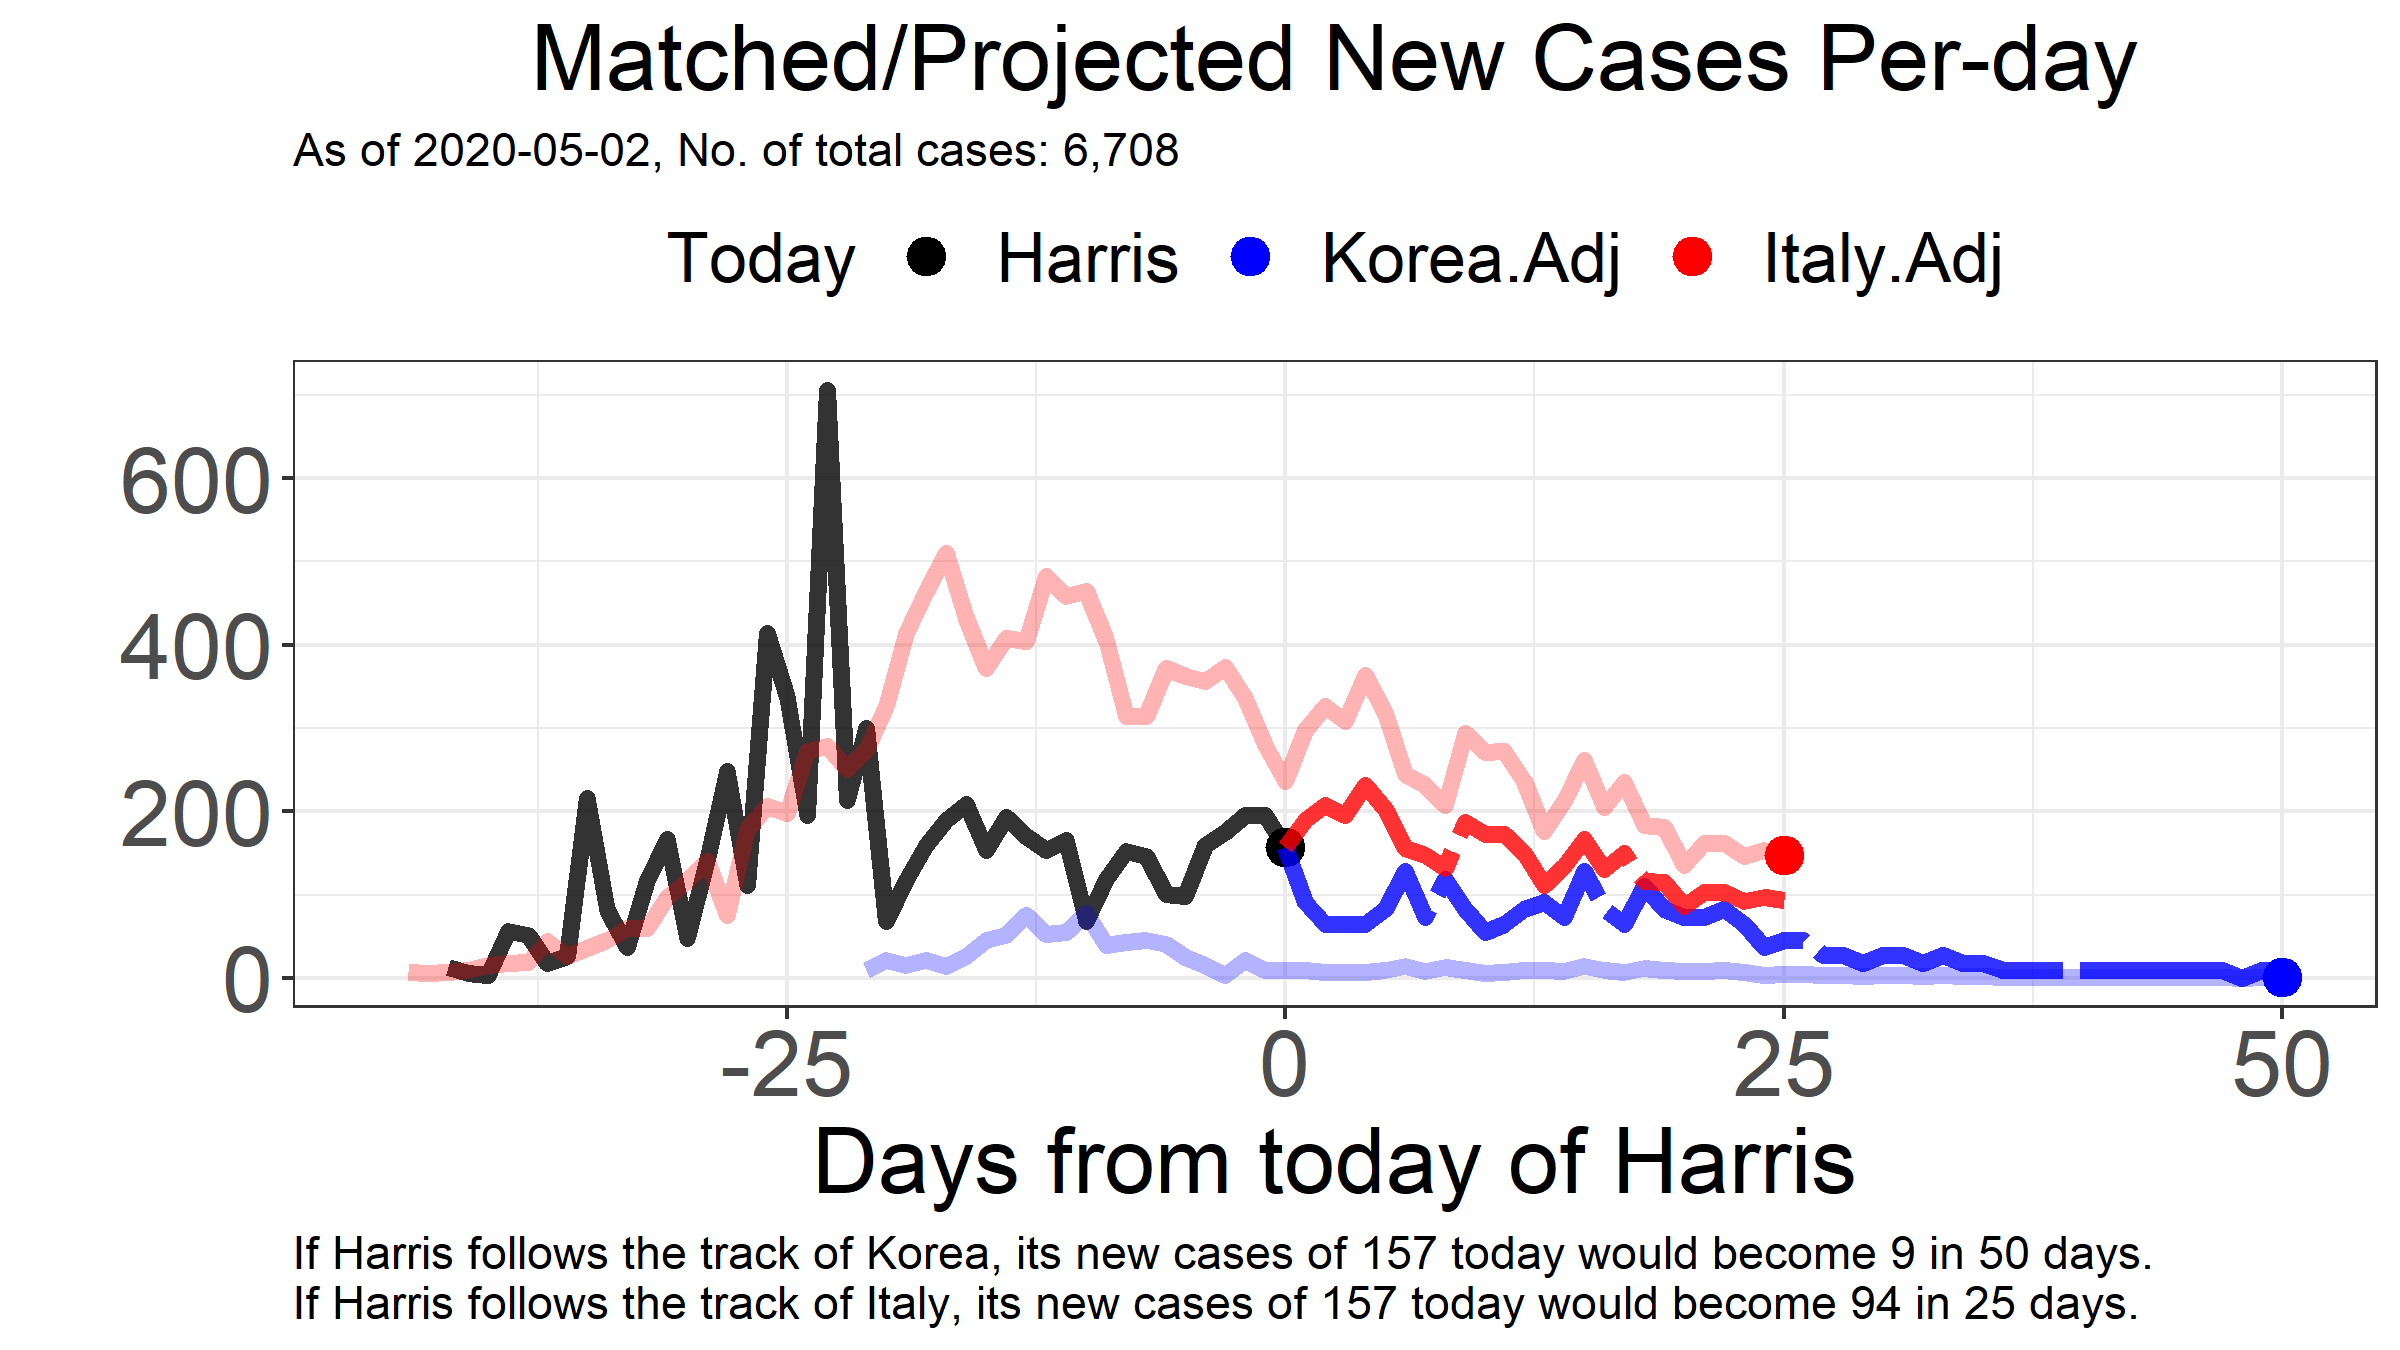 Matched/Projected New Cases Per-day
As of 2020-05-02, No. of total cases: 6,708
Today Harris Korea.Adj Italy.Adj
600
400
200
0
-25 0 25 50
Days from today of Harris
If Harris follows the track of Korea, its new cases of 157 today would become 9 in 50 days.
If Harris follows the track of Italy, its new cases of 157 today would become 94 in 25 days.